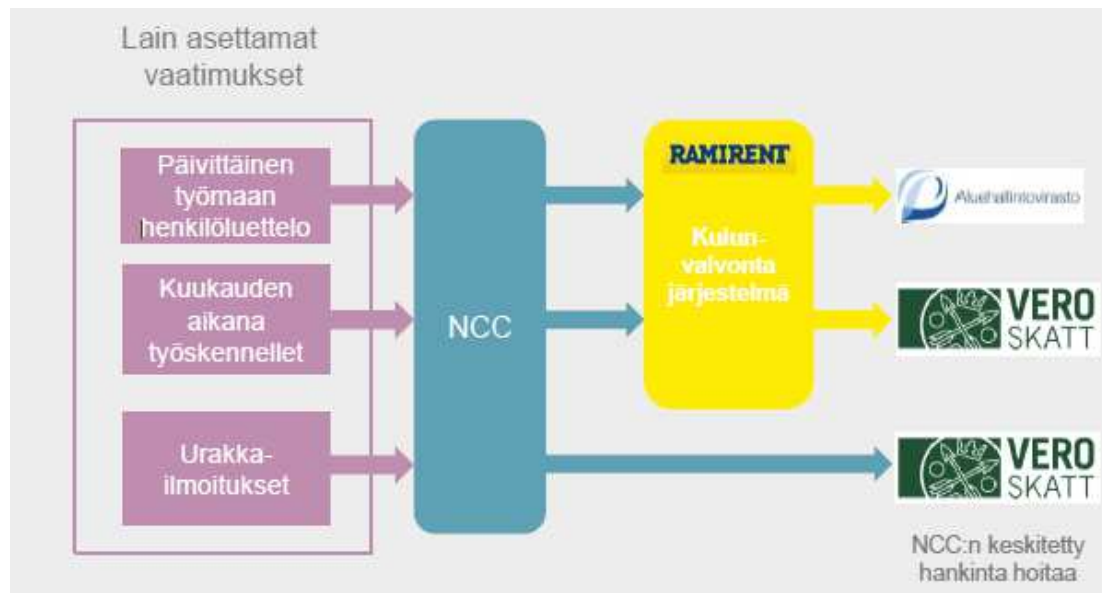 Lain asettamat
vaatimukset
Päivittäinen
työmaan
henkilöluettelo
Kuukauden
aikana
työskennellet
Urakka-
ilmoitukset
NCC
RAMIRENT
Kulun-
valvonta
järjestelmä
Aluehallintovirasto
VERO
SKATT
VERO
SKATT
NCC:n keskitetty
hankinta hoitaa